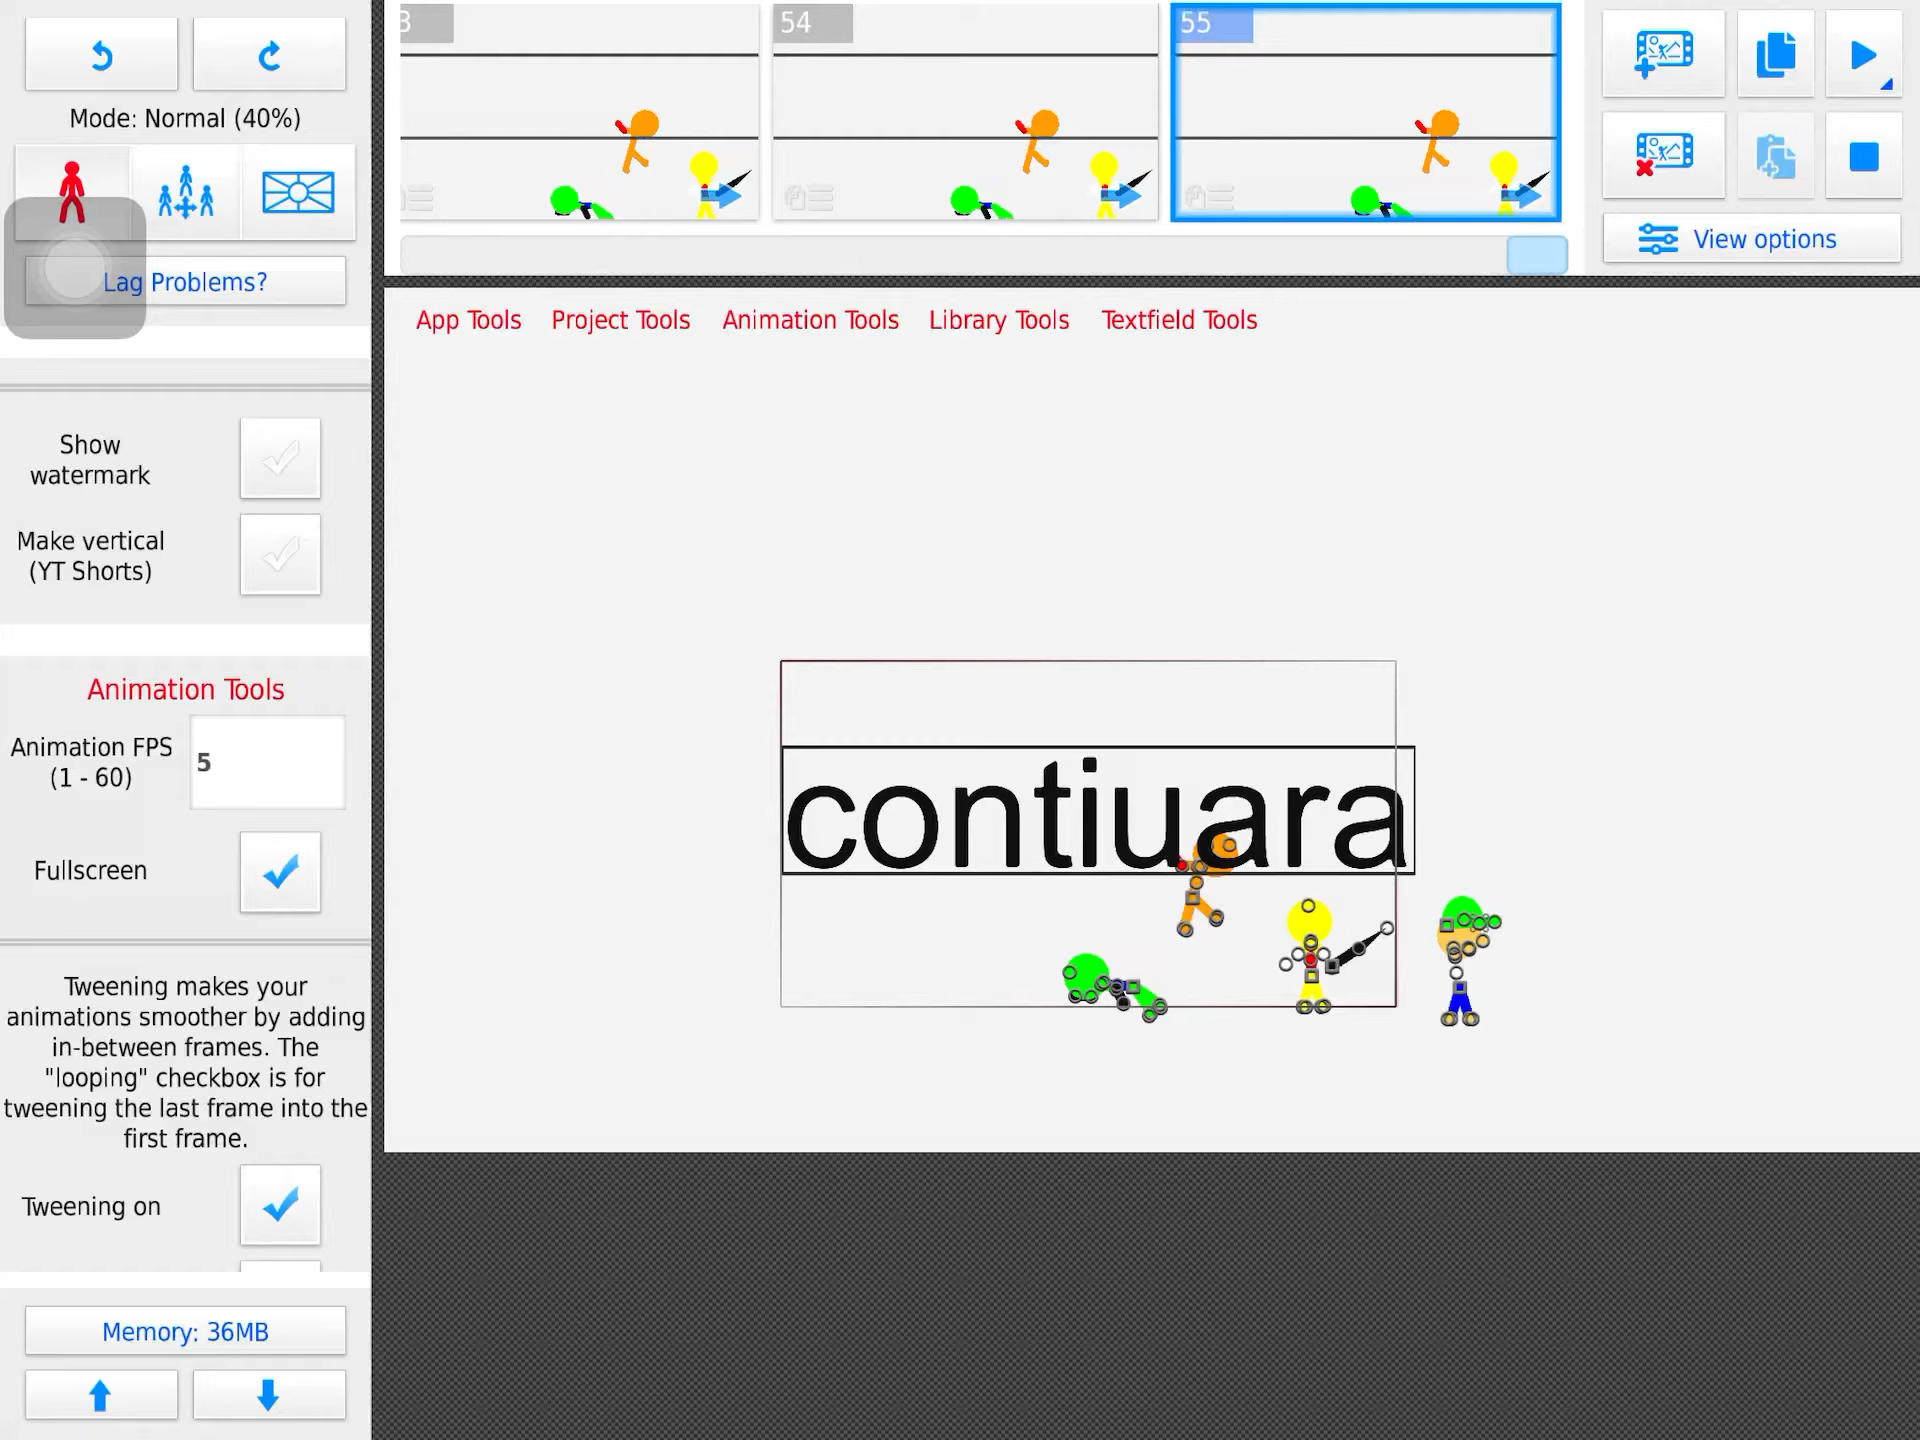 Mode: Normal (40%)
Lag Problems?
Show
watermark
Make vertical
(YT Shorts)
Animation Tools
Animation FPS
(1 - 60)
5
Fullscreen
Tweening makes your
animations smoother by adding
in-between frames. The
"looping" checkbox is for
tweening the last frame into the
first frame.
Tweening on
Memory: 36MB
3
54
55
View options
App Tools
Project Tools
Animation Tools
Library Tools
Textfield Tools
contiuara